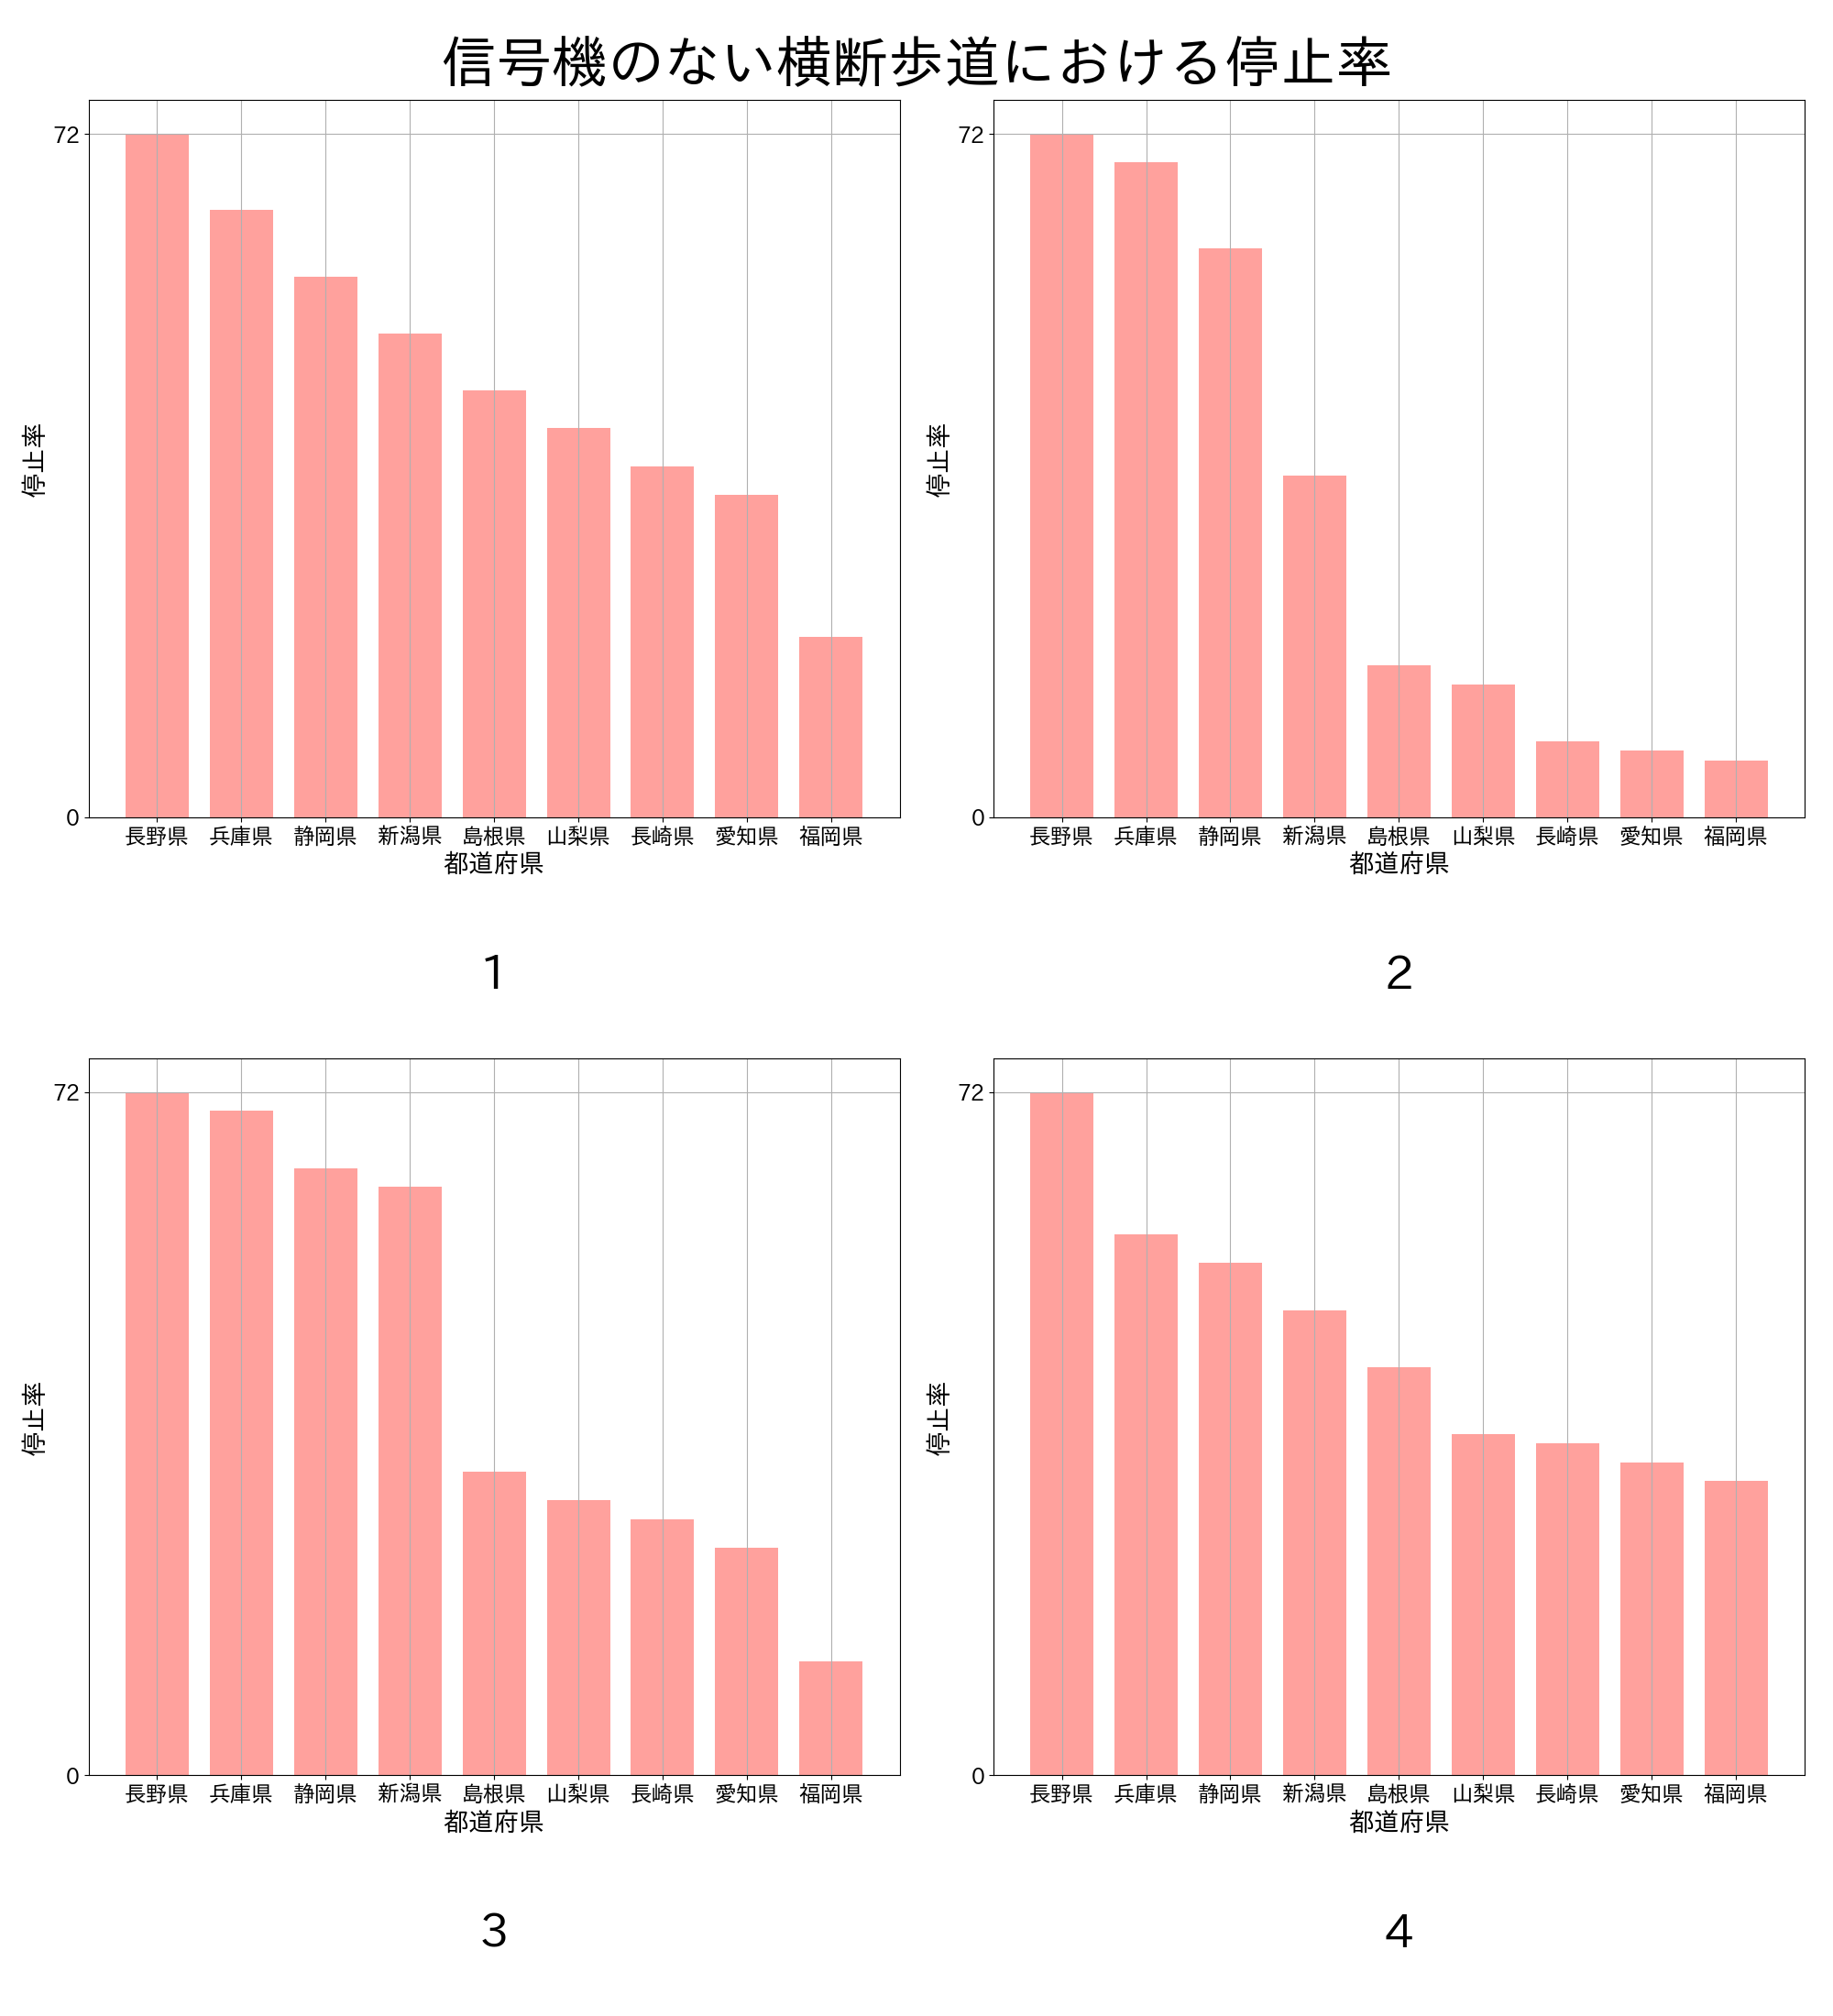 信号機のない横断歩道における停止率
72
0
停止率
長野県 兵庫県 静岡県 新潟県 島根県 山梨県 長崎県 愛知県 福岡県
都道府県
1
72
0
停止率
長野県 兵庫県 静岡県 新潟県 島根県 山梨県 長崎県 愛知県 福岡県
都道府県
2
72
0
停止率
長野県 兵庫県 静岡県 新潟県 島根県 山梨県 長崎県 愛知県 福岡県
都道府県
3
72
0
停止率
長野県 兵庫県 静岡県 新潟県 島根県 山梨県 長崎県 愛知県 福岡県
都道府県
4